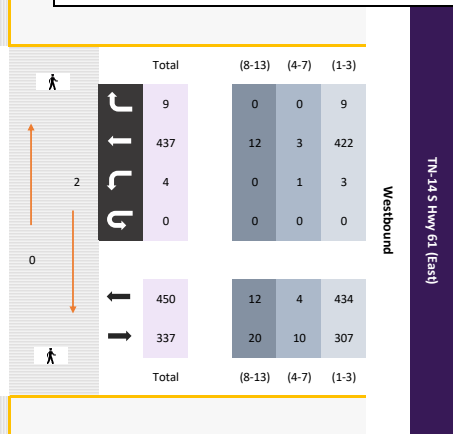 Total (8-13) (4-7) (1-3)
9 0 0 9
437 12 3 422
2
4 0 1 3
0 0 0 0
0
450 12 4 434
337 20 10 307
Total (8-13) (4-7) (1-3)
Westbound
TN-14 S Hwy 61 (East)